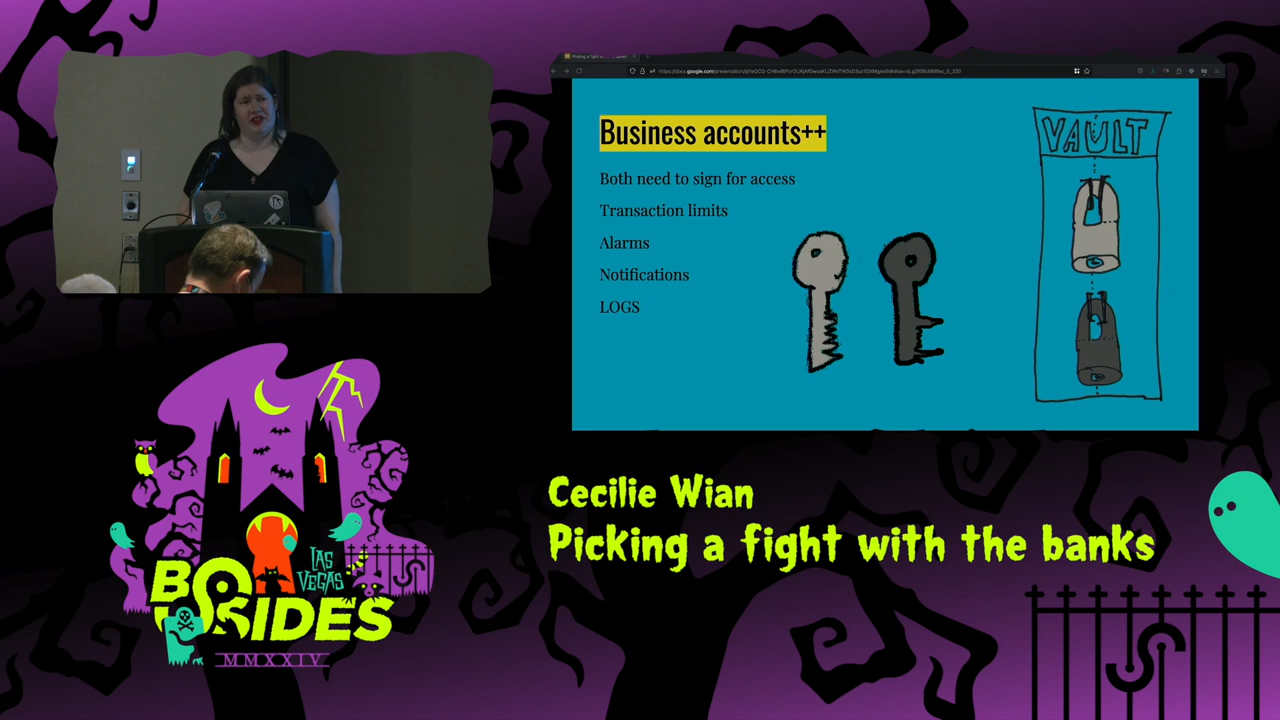 Business accounts++
Both need to sign for access
Transaction limits
Alarms
Notifications
LOGS
VAULT
Cecilie Wian
Picking a fight with the banks
LAS
VEGAS
BSIDES
MMXXIV